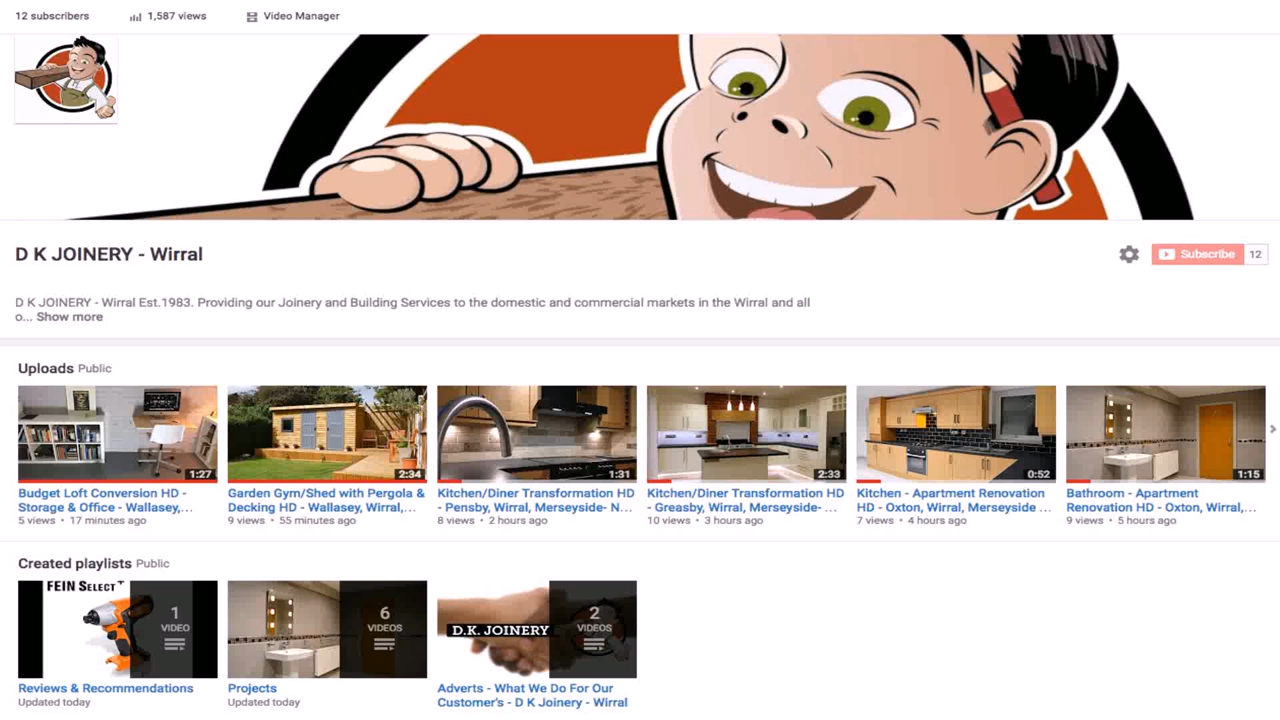 12 subscribers 1,587 views Video Manager
D K JOINERY - Wirral
Subscribe 12
D K JOINERY - Wirral Est.1983. Providing our Joinery and Building Services to the domestic and commercial markets in the Wirral and all
o... Show more
Uploads Public
1:27 2:34 1:31 2:33 0:52 1:15
Budget Loft Conversion HD -
Storage & Office - Wallasey,...
5 views • 17 minutes ago
Garden Gym/Shed with Pergola &
Decking HD - Wallasey, Wirral,...
9 views • 55 minutes ago
Kitchen/Diner Transformation HD
- Pensby, Wirral, Merseyside- N...
8 views • 2 hours ago
Kitchen/Diner Transformation HD
- Greasby, Wirral, Merseyside- ...
10 views • 3 hours ago
Kitchen - Apartment Renovation
HD - Oxton, Wirral, Merseyside ...
7 views • 4 hours ago
Bathroom - Apartment
Renovation HD - Oxton, Wirral,...
9 views • 5 hours ago
Created playlists Public
FEIN SELECT+
1
VIDEO
6
VIDEOS
D.K. JOINERY
2
VIDEOS
Reviews & Recommendations
Updated today
Projects
Updated today
Adverts - What We Do For Our
Customer's - D K Joinery - Wirral